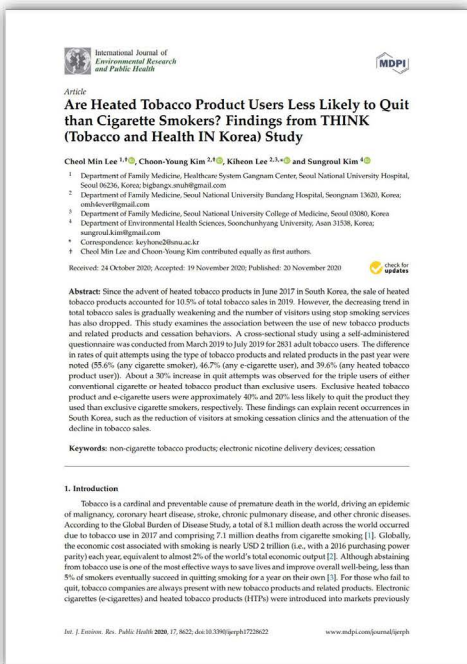 International Journal of
Environmental Research
and Public Health
MDPI
Article
Are Heated Tobacco Product Users Less Likely to Quit
than Cigarette Smokers? Findings from THINK
(Tobacco and Health IN Korea) Study
Cheol Min Lee 1,†, Choon-Young Kim 2,†, Kiheon Lee 2,3,* and Sungroul Kim 4
1 Department of Family Medicine, Healthcare System Gangnam Center, Seoul National University Hospital,
Seoul 06236, Korea; bigbangx.snuh@gmail.com
2 Department of Family Medicine, Seoul National University Bundang Hospital, Seongnam 13620, Korea;
omh4ever@gmail.com
3 Department of Family Medicine, Seoul National University College of Medicine, Seoul 03080, Korea
4 Department of Environmental Health Sciences, Soonchunhyang University, Asan 31538, Korea;
sungroul.kim@gmail.com
* Correspondence: keyhone2@snu.ac.kr
† Cheol Min Lee and Choon-Young Kim contributed equally as first authors.
Received: 24 October 2020; Accepted: 19 November 2020; Published: 20 November 2020
check for
updates
Abstract: Since the advent of heated tobacco products in June 2017 in South Korea, the sale of heated
tobacco products accounted for 10.5% of total tobacco sales in 2019. However, the decreasing trend in
total tobacco sales is gradually weakening and the number of visitors using stop smoking services
has also dropped. This study examines the association between the use of new tobacco products
and related products and cessation behaviors. A cross-sectional study using a self-administered
questionnaire was conducted from March 2019 to July 2019 for 2831 adult tobacco users. The difference
in rates of quit attempts using the type of tobacco products and related products in the past year were
noted (55.6% (any cigarette smoker), 46.7% (any e-cigarette user), and 39.6% (any heated tobacco
product user)). About a 30% increase in quit attempts was observed for the triple users of either
conventional cigarette or heated tobacco product than exclusive users. Exclusive heated tobacco
product and e-cigarette users were approximately 40% and 20% less likely to quit the product they
used than exclusive cigarette smokers, respectively. These findings can explain recent occurrences in
South Korea, such as the reduction of visitors at smoking cessation clinics and the attenuation of the
decline in tobacco sales.
Keywords: non-cigarette tobacco products; electronic nicotine delivery devices; cessation
1. Introduction
Tobacco is a cardinal and preventable cause of premature death in the world, driving an epidemic
of malignancy, coronary heart disease, stroke, chronic pulmonary disease, and other chronic diseases.
According to the Global Burden of Disease Study, a total of 8.1 million death across the world occurred
due to tobacco use in 2017 and comprising 7.1 million deaths from cigarette smoking [1]. Globally,
the economic cost associated with smoking is nearly USD 2 trillion (i.e., with a 2016 purchasing power
parity) each year, equivalent to almost 2% of the world's total economic output [2]. Although abstaining
from tobacco use is one of the most effective ways to save lives and improve overall well-being, less than
5% of smokers eventually succeed in quitting smoking for a year on their own [3]. For those who fail to
quit, tobacco companies are always present with new tobacco products and related products. Electronic
cigarettes (e-cigarettes) and heated tobacco products (HTPs) were introduced into markets previously
Int. J. Environ. Res. Public Health 2020, 17, 8622; doi:10.3390/ijerph17228622
www.mdpi.com/journal/ijerph